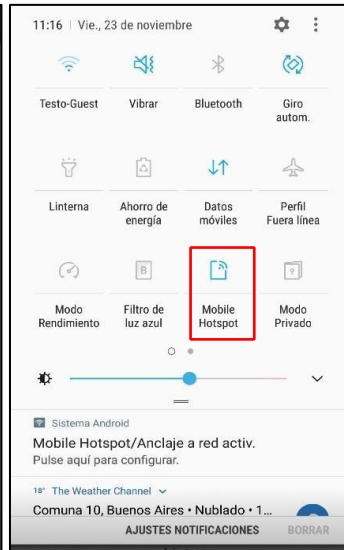 11:16 | Vie., 23 de noviembre
Testo-Guest Vibrar Bluetooth Giro autom.
Linterna Ahorro de energía Datos móviles Perfil Fuera línea
B
Modo Rendimiento Filtro de luz azul Mobile Hotspot Modo Privado
Sistema Android
Mobile Hotspot/Anclaje a red activ.
Pulse aquí para configurar.
18° The Weather Channel
Comuna 10, Buenos Aires • Nublado • 1...
AJUSTES NOTIFICACIONES BORRAR